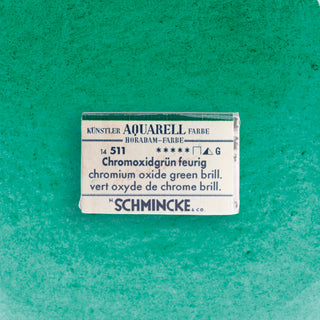 KÜNSTLER AQUARELL FARBE
HORADAM-FARBE
14 511 ***** G
Chromoxidgrün feurig
chromium oxide green brill.
vert oxyde de chrome brill.
H. SCHMINCKE & CO.